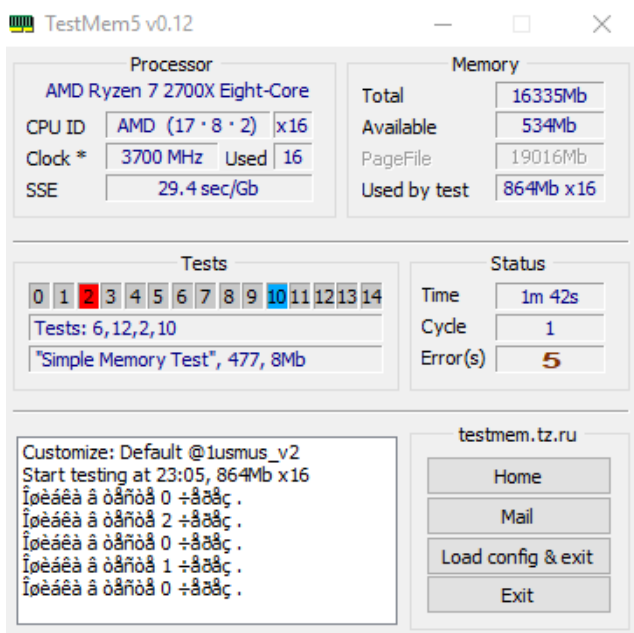 TestMem5 v0.12
Processor
AMD Ryzen 7 2700X Eight-Core
CPU ID AMD (17 · 8 · 2) x16
Clock * 3700 MHz Used 16
SSE 29.4 sec/Gb
Memory
Total 16335Mb
Available 534Mb
PageFile 19016Mb
Used by test 864Mb x16
Tests
0 1 2 3 4 5 6 7 8 9 10 11 12 13 14
Tests: 6,12,2,10
"Simple Memory Test", 477, 8Mb
Status
Time 1m 42s
Cycle 1
Error(s) 5
Customize: Default @1usmus_v2
Start testing at 23:05, 864Mb x16
Îøèáêà â òåñòå 0 ÷åðåç .
Îøèáêà â òåñòå 2 ÷åðåç .
Îøèáêà â òåñòå 0 ÷åðåç .
Îøèáêà â òåñòå 1 ÷åðåç .
Îøèáêà â òåñòå 0 ÷åðåç .
testmem.tz.ru
Home
Mail
Load config & exit
Exit